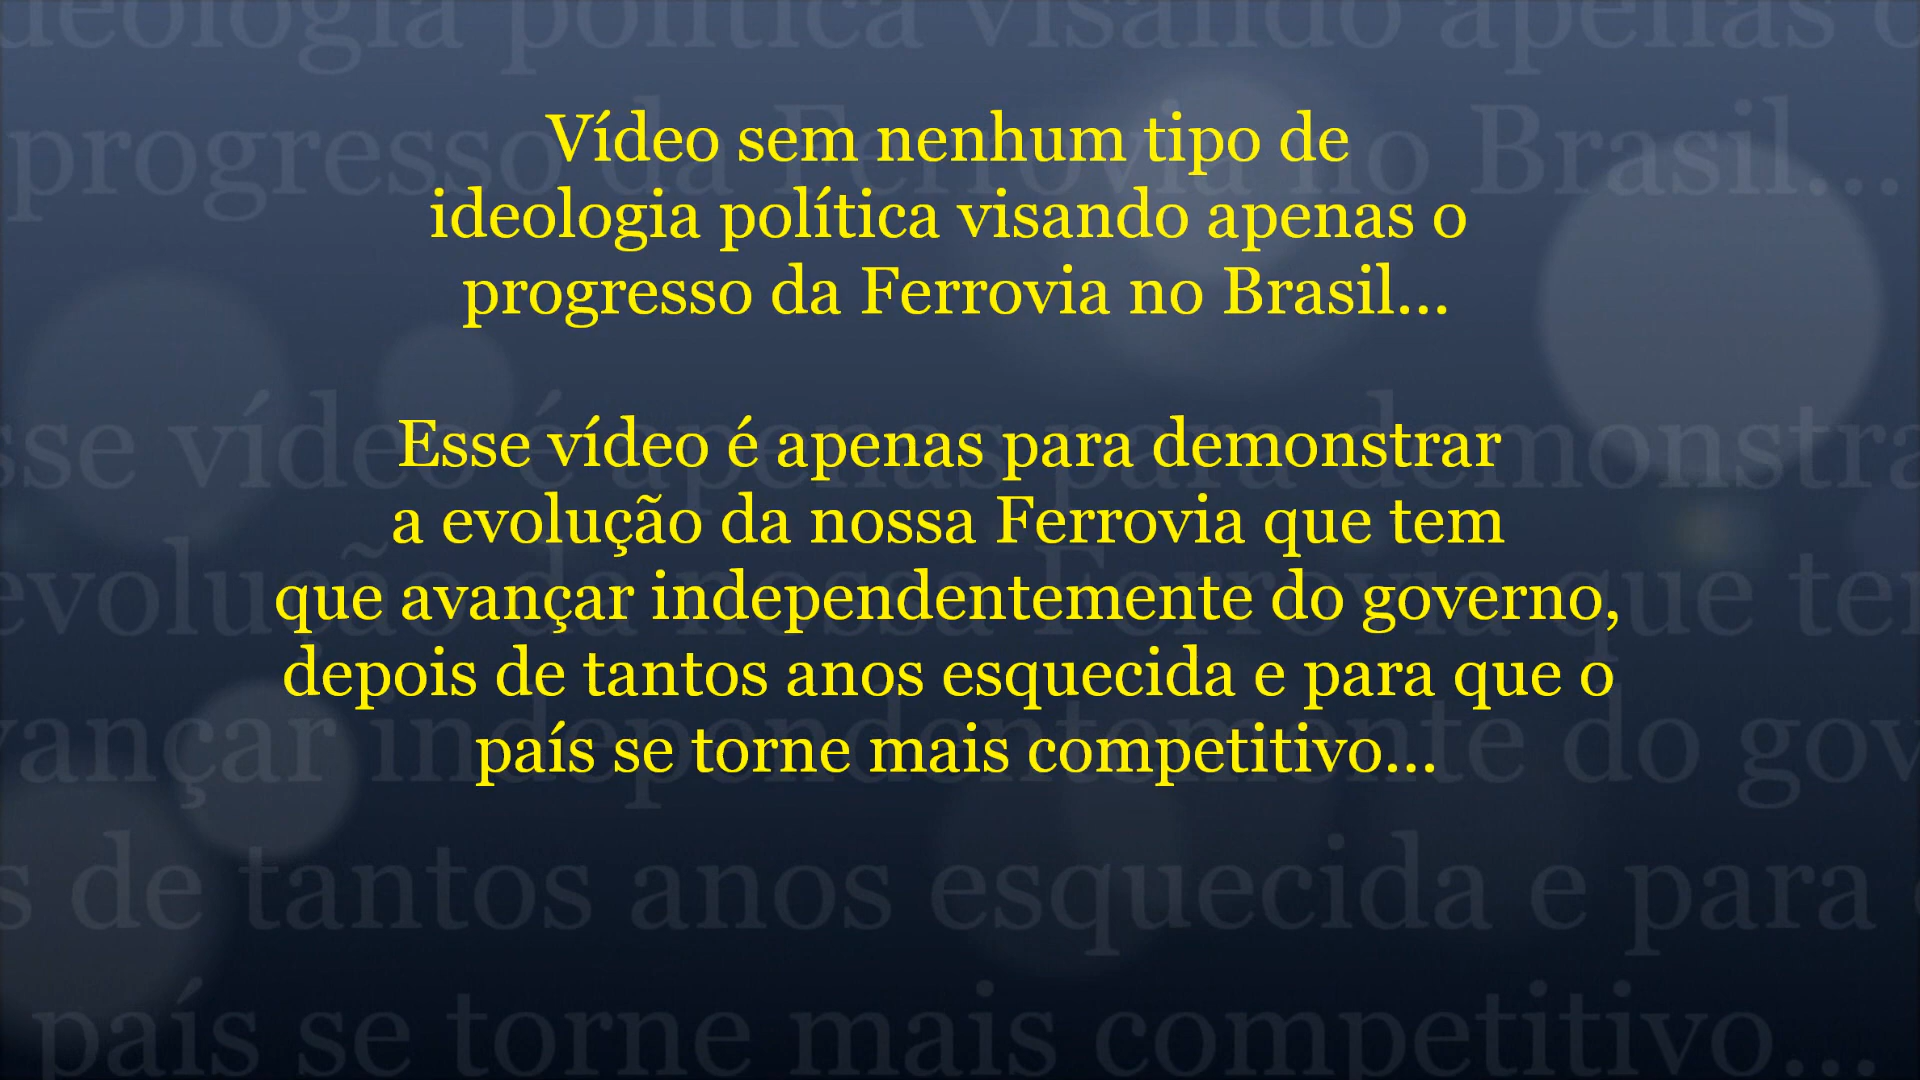 Vídeo sem nenhum tipo de
ideologia política visando apenas o
progresso da Ferrovia no Brasil...
Esse vídeo é apenas para demonstrar
a evolução da nossa Ferrovia que tem
que avançar independentemente do governo,
depois de tantos anos esquecida e para que o
país se torne mais competitivo...